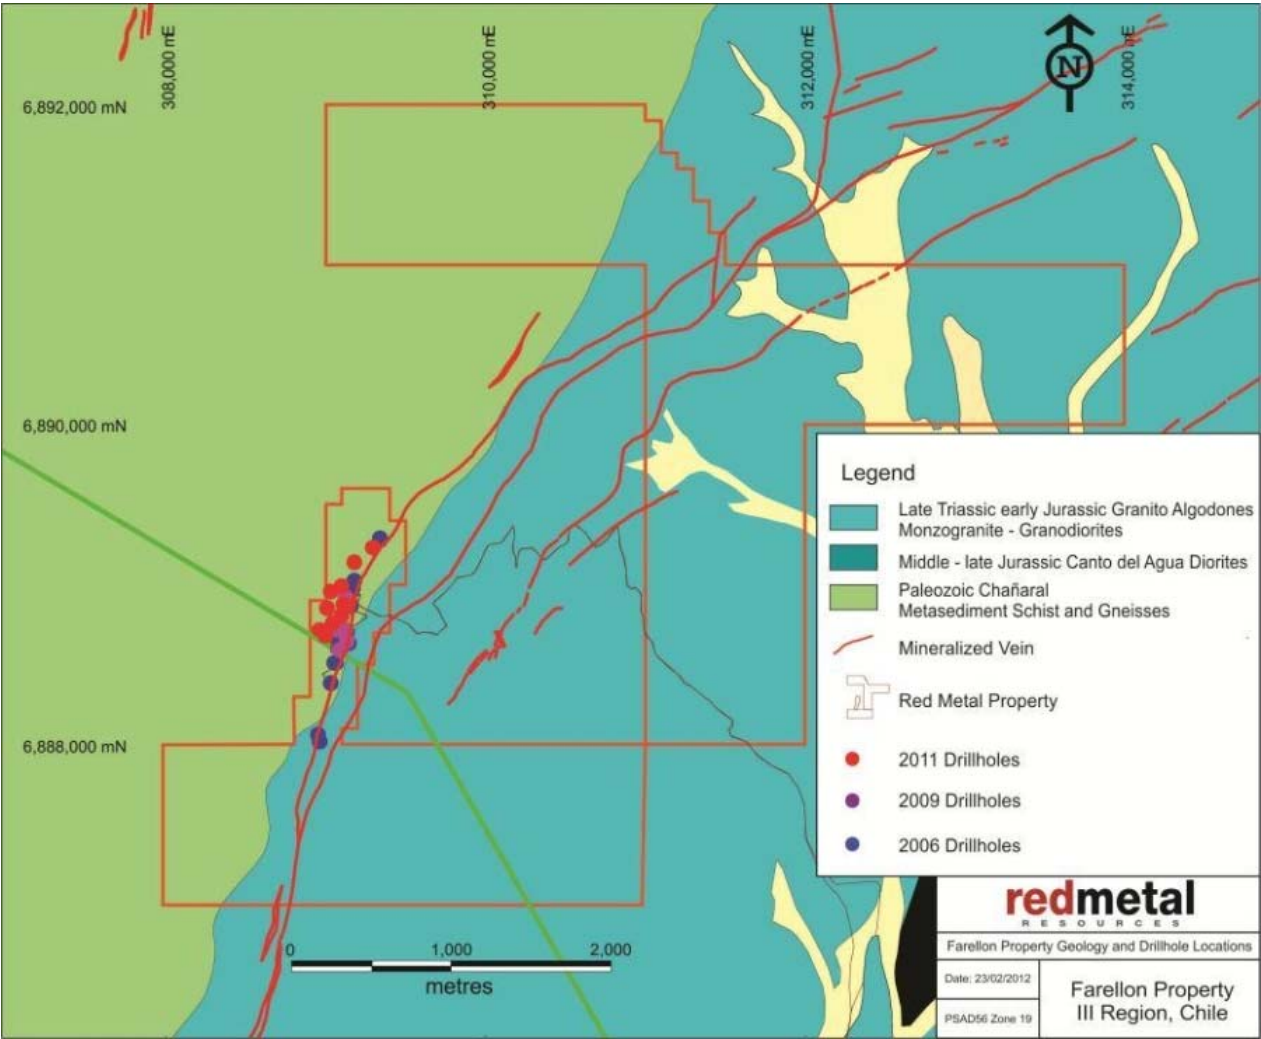 308,000 mE
310,000 mE
312,000 mE
314,000 mE
N
6,892,000 mN
6,890,000 mN
6,888,000 mN
Legend
Late Triassic early Jurassic Granito Algodones
Monzogranite - Granodiorites
Middle - late Jurassic Canto del Agua Diorites
Paleozoic Chañaral
Metasediment Schist and Gneisses
Mineralized Vein
Red Metal Property
2011 Drillholes
2009 Drillholes
2006 Drillholes
0 1,000 2,000
metres
redmetal
RESOURCES
Farellon Property Geology and Drillhole Locations
Date: 23/02/2012
PSAD56 Zone 19
Farellon Property
III Region, Chile